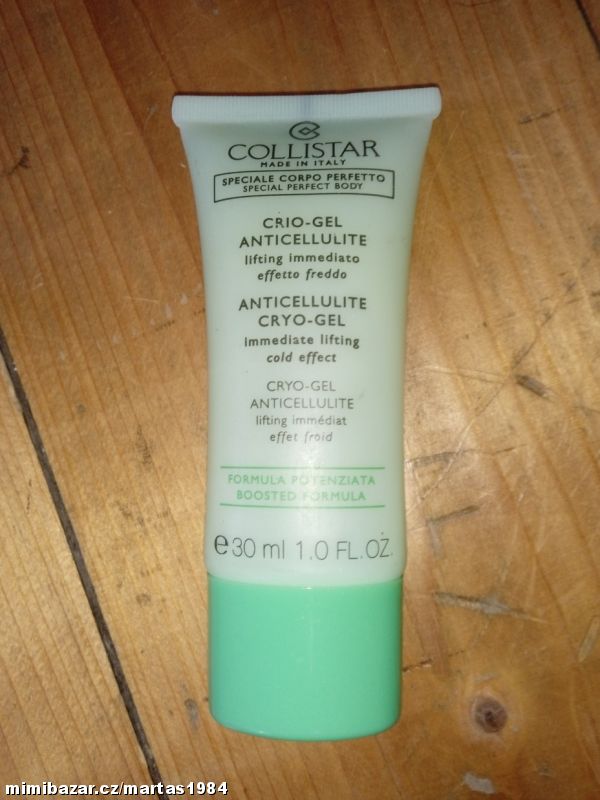 COLLISTAR
MADE IN ITALY
SPECIALE CORPO PERFETTO
SPECIAL PERFECT BODY
CRIO-GEL
ANTICELLULITE
lifting immediato
effetto freddo
ANTICELLULITE
CRYO-GEL
immediate lifting
cold effect
CRYO-GEL
ANTICELLULITE
lifting immédiat
effet froid
FORMULA POTENZIATA
BOOSTED FORMULA
e 30 ml 1.0 FL.OZ.
mimibazar.cz/martas1984